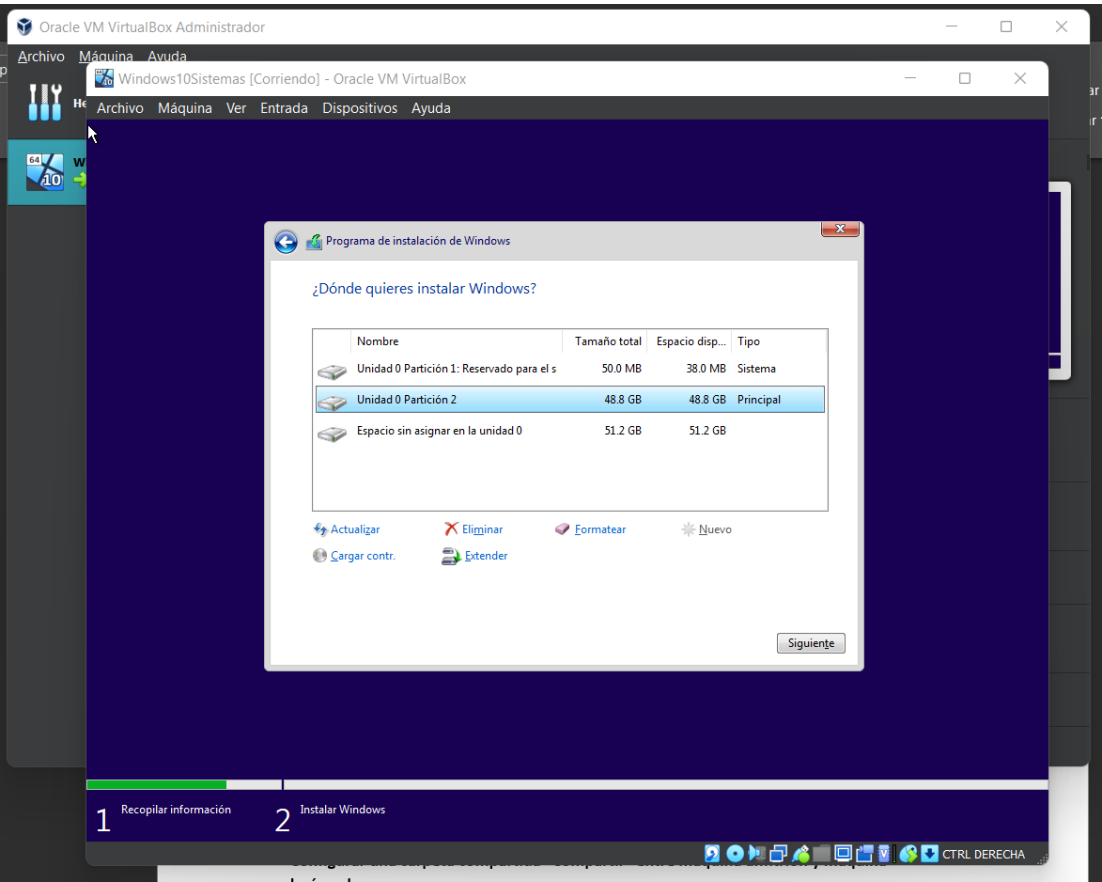 Oracle VM VirtualBox Administrador
Archivo Máquina Ayuda
Windows10Sistemas [Corriendo] - Oracle VM VirtualBox
Archivo Máquina Ver Entrada Dispositivos Ayuda
64
10
Programa de instalación de Windows
¿Dónde quieres instalar Windows?
Nombre Tamaño total Espacio disp... Tipo
Unidad 0 Partición 1: Reservado para el s 50.0 MB 38.0 MB Sistema
Unidad 0 Partición 2 48.8 GB 48.8 GB Principal
Espacio sin asignar en la unidad 0 51.2 GB 51.2 GB
Actualizar Eliminar Formatear Nuevo
Cargar contr. Extender
Siguiente
1 Recopilar información 2 Instalar Windows
CTRL DERECHA